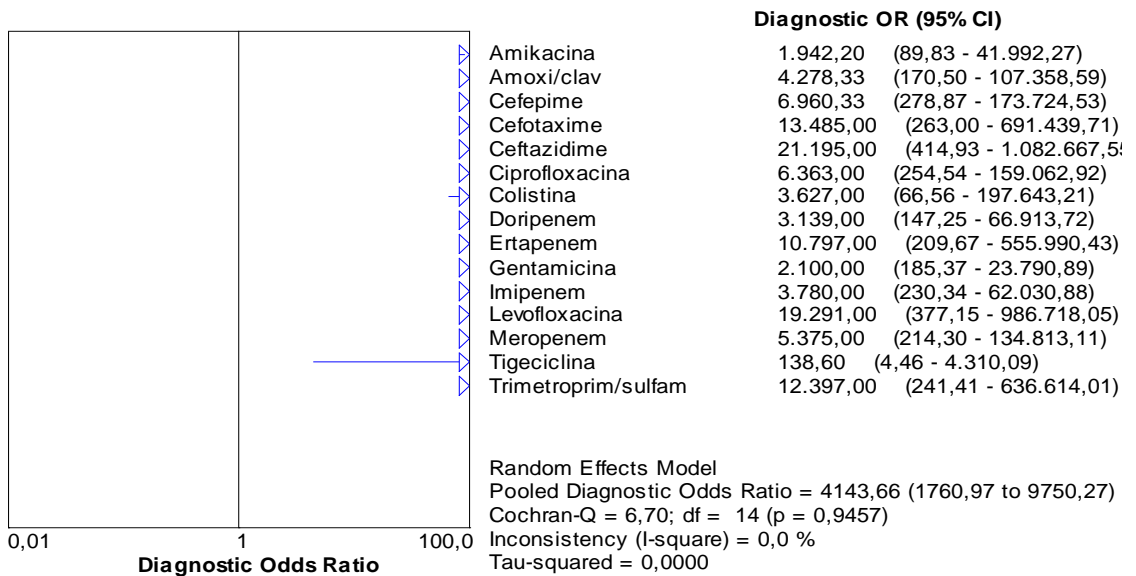 Diagnostic OR (95% CI)
Amikacina 1.942,20 (89,83 - 41.992,27)
Amoxi/clav 4.278,33 (170,50 - 107.358,59)
Cefepime 6.960,33 (278,87 - 173.724,53)
Cefotaxime 13.485,00 (263,00 - 691.439,71)
Ceftazidime 21.195,00 (414,93 - 1.082.667,55
Ciprofloxacina 6.363,00 (254,54 - 159.062,92)
Colistina 3.627,00 (66,56 - 197.643,21)
Doripenem 3.139,00 (147,25 - 66.913,72)
Ertapenem 10.797,00 (209,67 - 555.990,43)
Gentamicina 2.100,00 (185,37 - 23.790,89)
Imipenem 3.780,00 (230,34 - 62.030,88)
Levofloxacina 19.291,00 (377,15 - 986.718,05)
Meropenem 5.375,00 (214,30 - 134.813,11)
Tigeciclina 138,60 (4,46 - 4.310,09)
Trimetroprim/sulfam 12.397,00 (241,41 - 636.614,01)
Random Effects Model
Pooled Diagnostic Odds Ratio = 4143,66 (1760,97 to 9750,27)
Cochran-Q = 6,70; df = 14 (p = 0,9457)
Inconsistency (I-square) = 0,0 %
Tau-squared = 0,0000
0,01 1 100,0
Diagnostic Odds Ratio